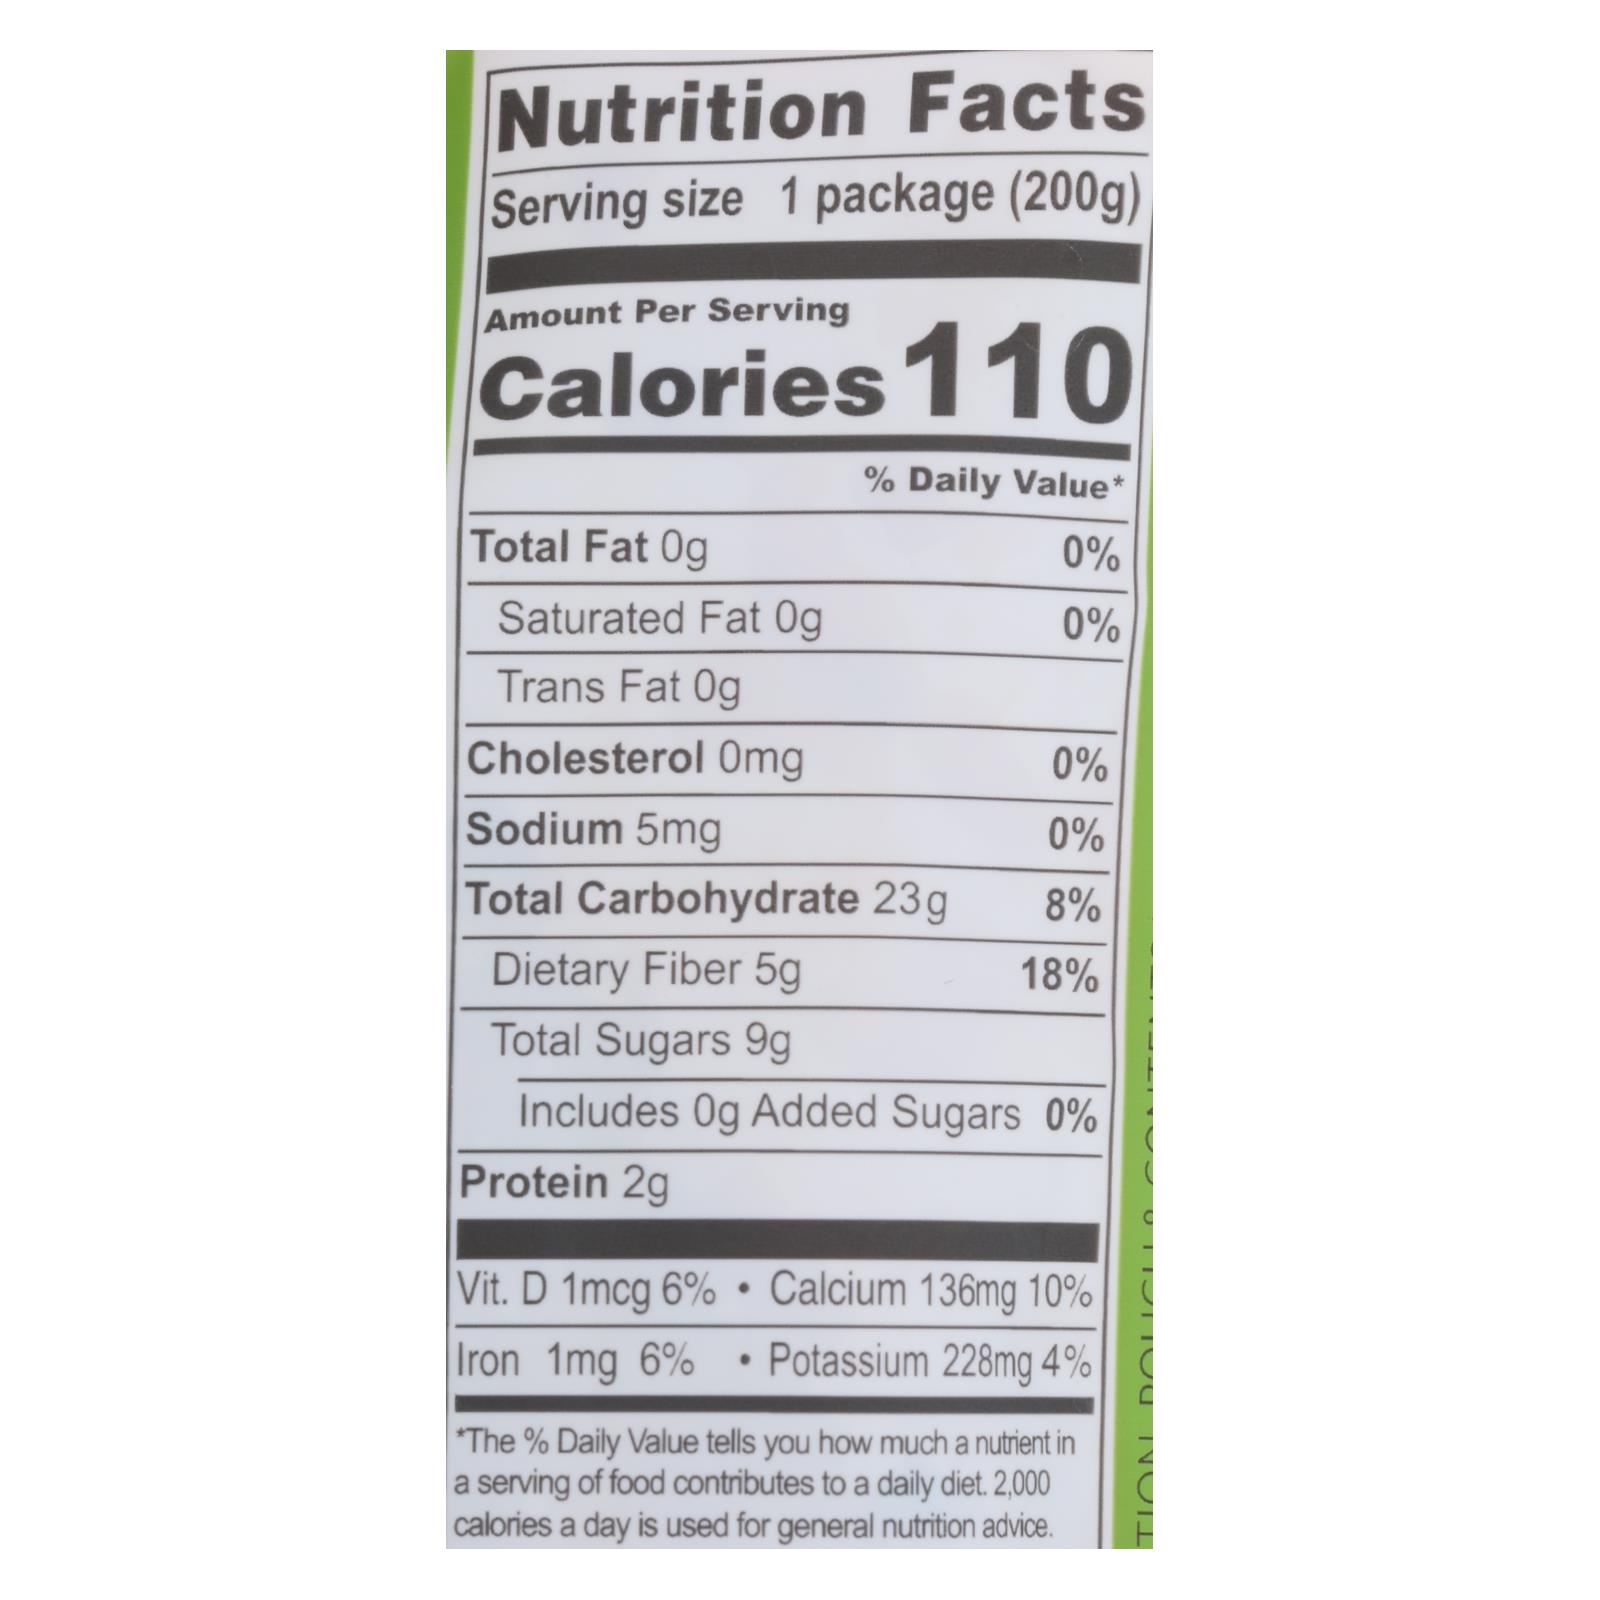 Nutrition Facts
Serving size 1 package (200g)
Amount Per Serving
Calories 110
% Daily Value*
Total Fat 0g 0%
Saturated Fat 0g 0%
Trans Fat 0g
Cholesterol 0mg 0%
Sodium 5mg 0%
Total Carbohydrate 23g 8%
Dietary Fiber 5g 18%
Total Sugars 9g
Includes 0g Added Sugars 0%
Protein 2g
Vit. D 1mcg 6% • Calcium 136mg 10%
Iron 1mg 6% • Potassium 228mg 4%
*The % Daily Value tells you how much a nutrient in
a serving of food contributes to a daily diet. 2,000
calories a day is used for general nutrition advice.